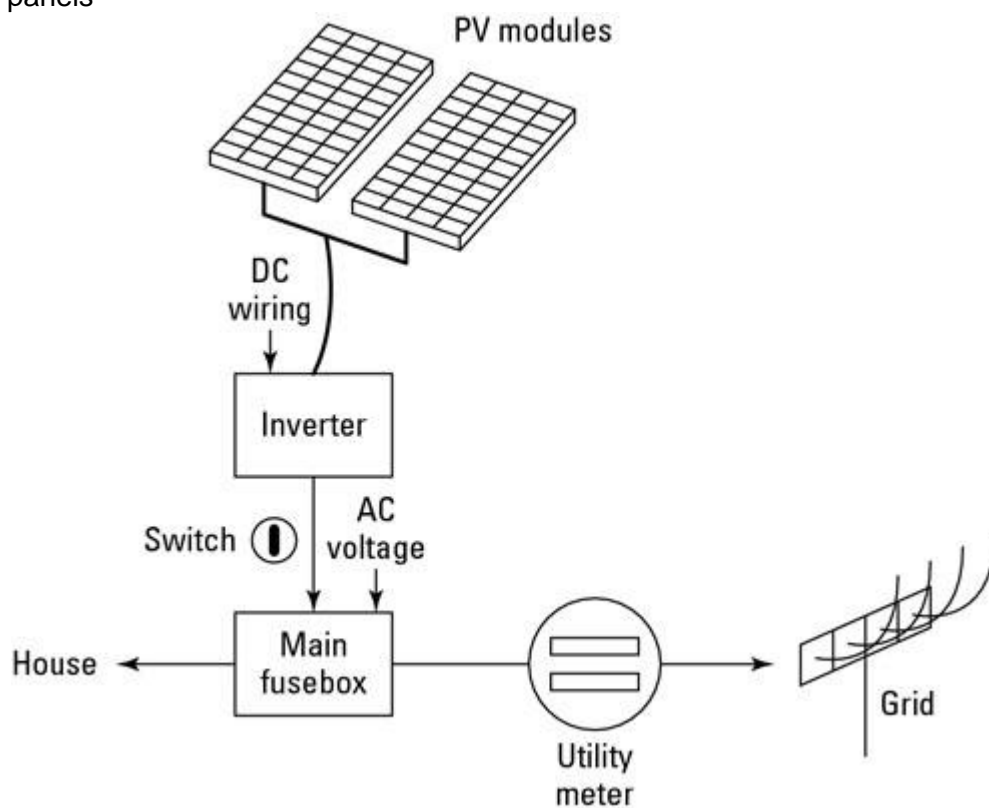 panels
PV modules
DC
wiring
Inverter
Switch
AC
voltage
House
Main
fusebox
Grid
Utility
meter